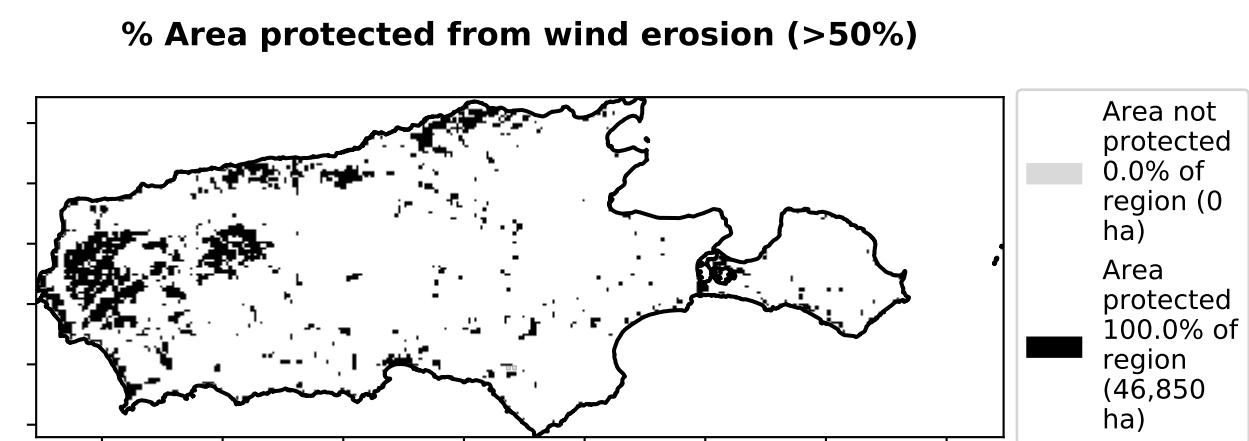 % Area protected from wind erosion (>50%)
Area not
protected
0.0% of
region (0
ha)
Area
protected
100.0% of
region
(46,850
ha)